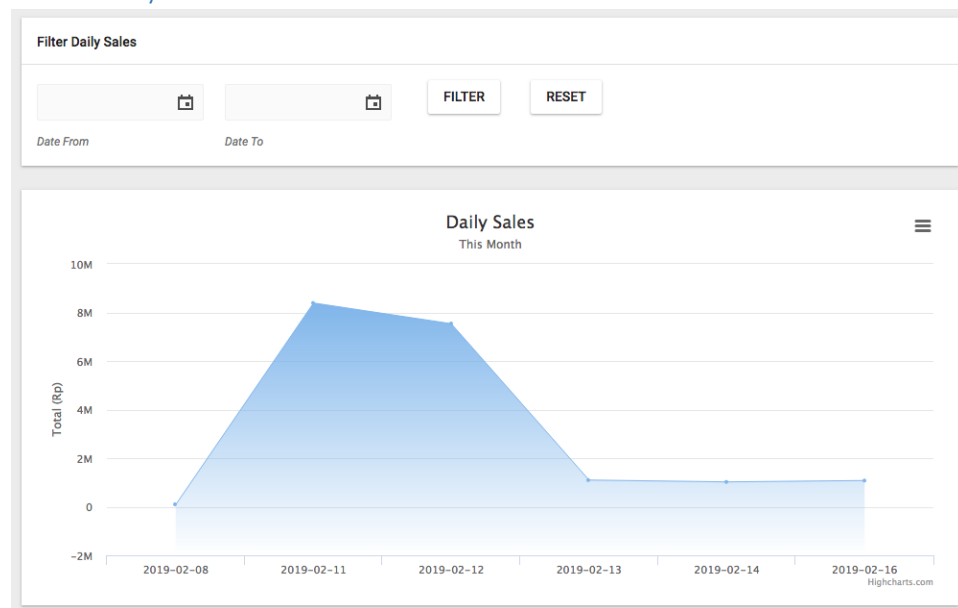 Filter Daily Sales
FILTER
RESET
Date From
Date To
Daily Sales
This Month
10M
8M
6M
4M
2M
0
−2M
Total (Rp)
2019-02-08
2019-02-11
2019-02-12
2019-02-13
2019-02-14
2019-02-16
Highcharts.com